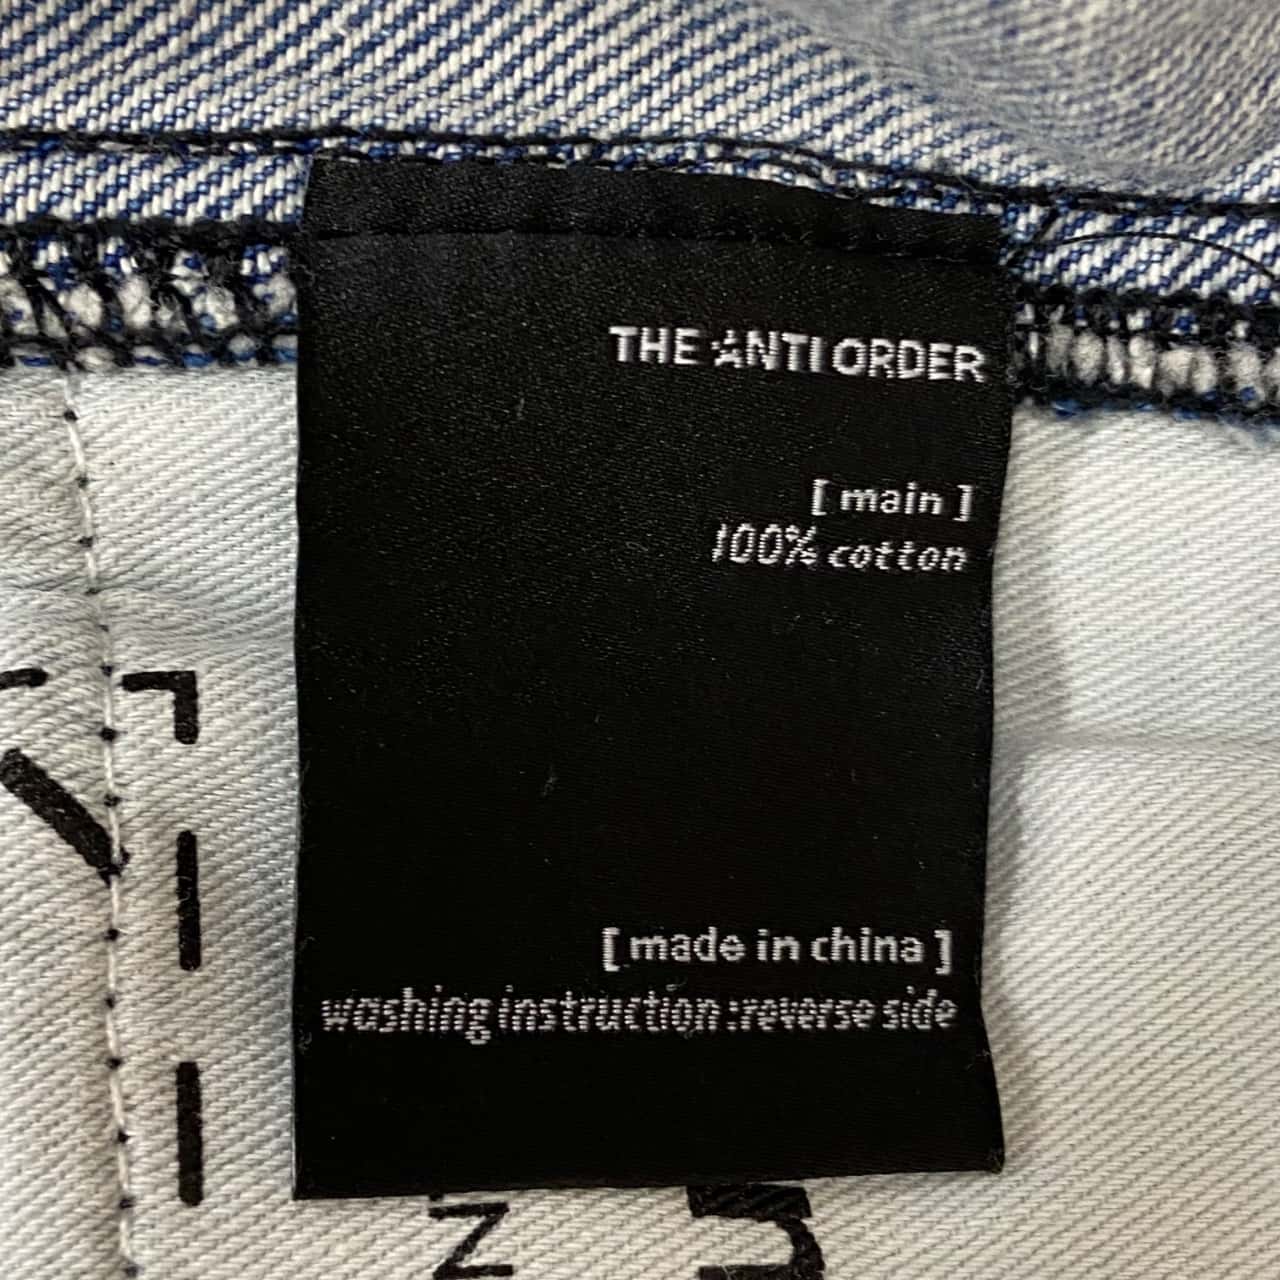 THE ANTI ORDER
[ main ]
100% cotton
[ made in china ]
washing instruction :reverse side